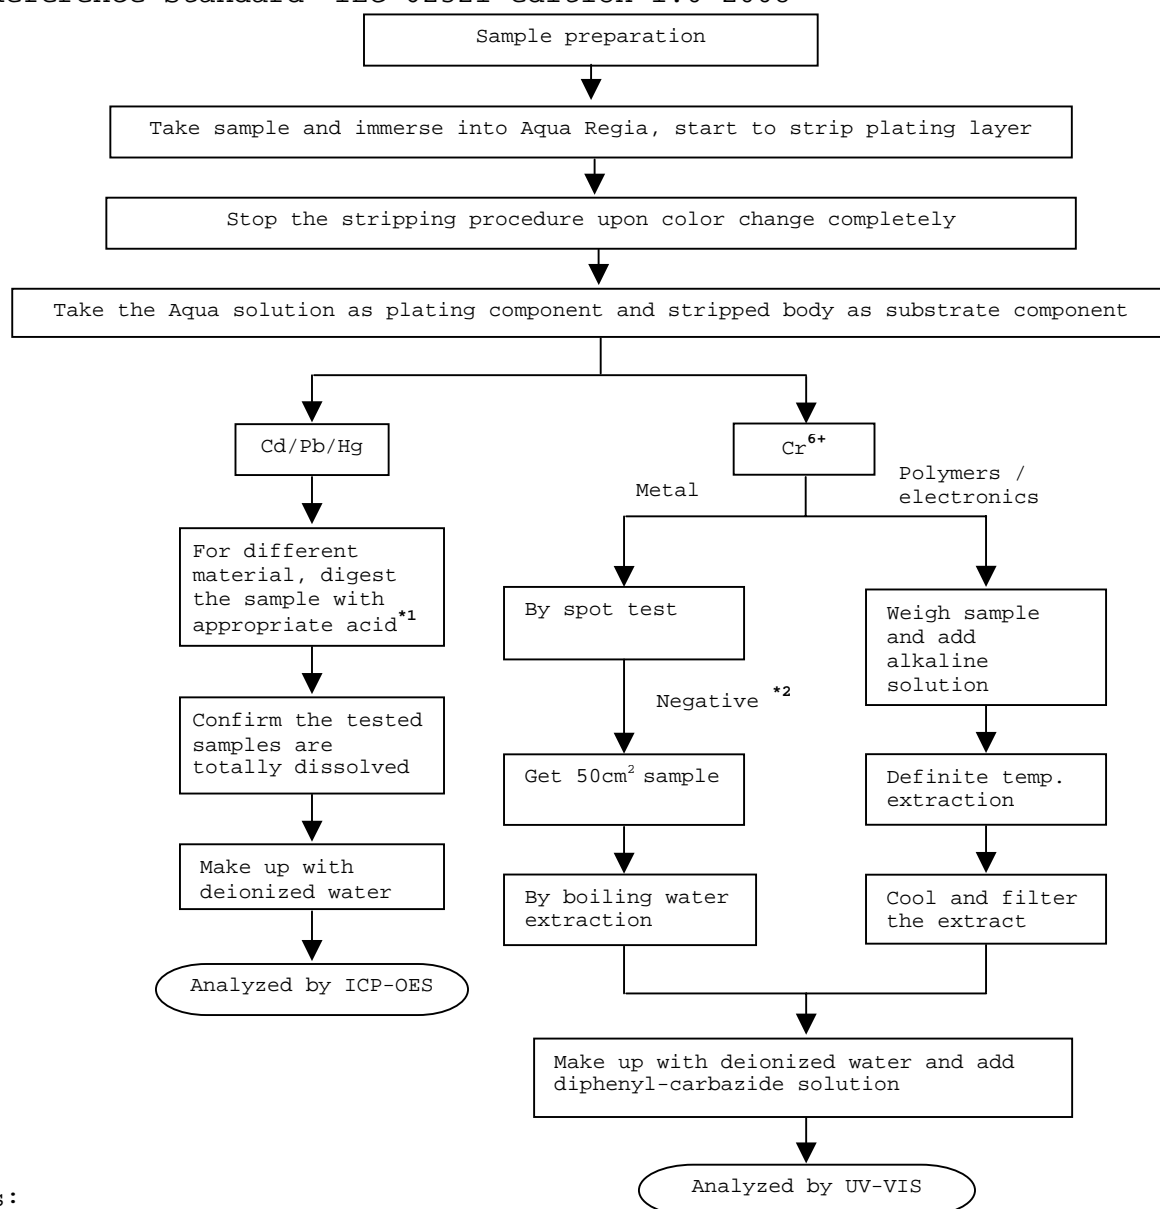 Sample preparation
Take sample and immerse into Aqua Regia, start to strip plating layer
Stop the stripping procedure upon color change completely
Take the Aqua solution as plating component and stripped body as substrate component
Cd/Pb/Hg
For different
material, digest
the sample with
appropriate acid*1
Confirm the tested
samples are
totally dissolved
Make up with
deionized water
Analyzed by ICP-OES
Cr6+
Metal
Polymers /
electronics
By spot test
Negative *2
Get 50cm2 sample
By boiling water
extraction
Weigh sample
and add
alkaline
solution
Definite temp.
extraction
Cool and filter
the extract
Make up with deionized water and add
diphenyl-carbazide solution
Analyzed by UV-VIS